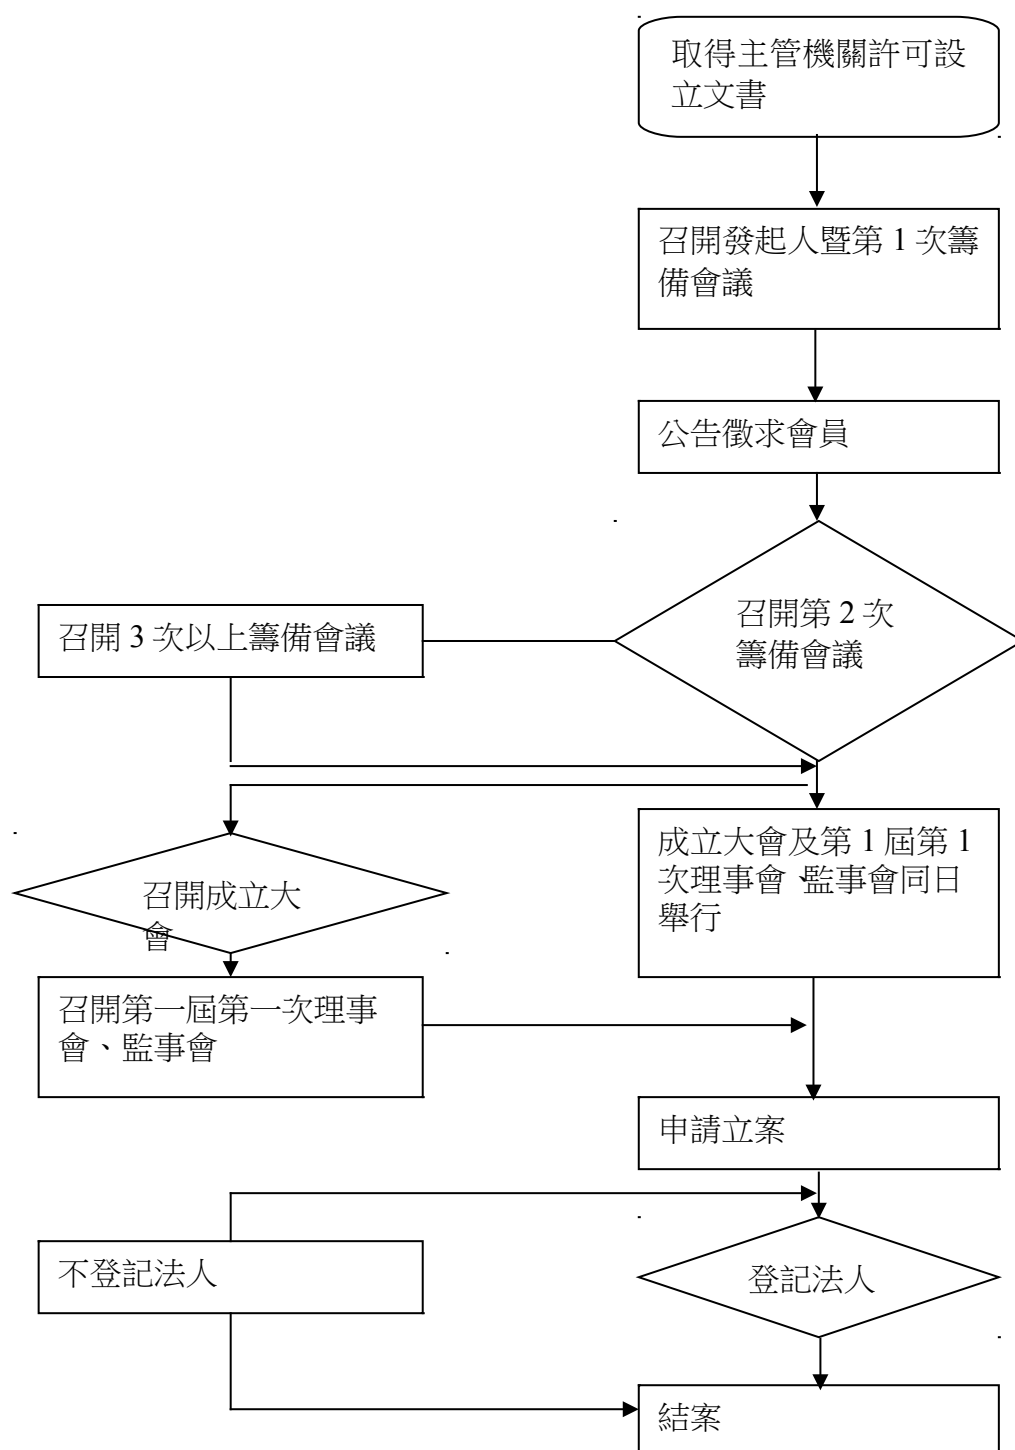 取得主管機關許可設
立文書
召開發起人暨第 1 次籌
備會議
公告徵求會員
召開第 2 次
籌備會議
召開 3 次以上籌備會議
成立大會及第 1 屆第 1
次理事會、監事會同日
舉行
召開成立大
會
召開第一屆第一次理事
會、監事會
申請立案
不登記法人
登記法人
結案